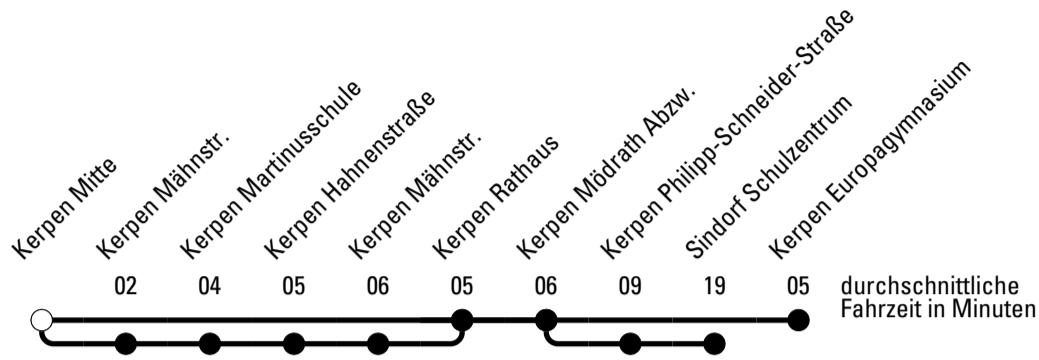 Kerpen Mitte
Kerpen Mähnstr.
Kerpen Martinusschule
Kerpen Hahnenstraße
Kerpen Mähnstr.
Kerpen Rathaus
Kerpen Mödrath Abzw.
Kerpen Philipp-Schneider-Straße
Sindorf Schulzentrum
Kerpen Europagymnasium
02 04 05 06 05 06 09 19 05
durchschnittliche
Fahrzeit in Minuten